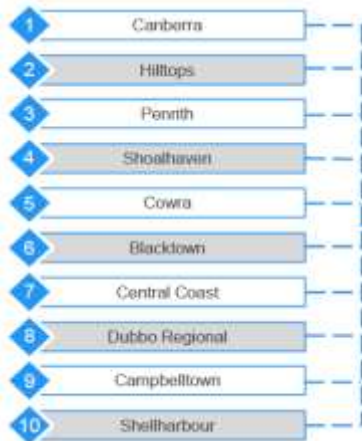 1 Canberra
2 Hilltops
3 Penrith
4 Shoalhaven
5 Cowra
6 Blacktown
7 Central Coast
8 Dubbo Regional
9 Campbelltown
10 Shellharbour